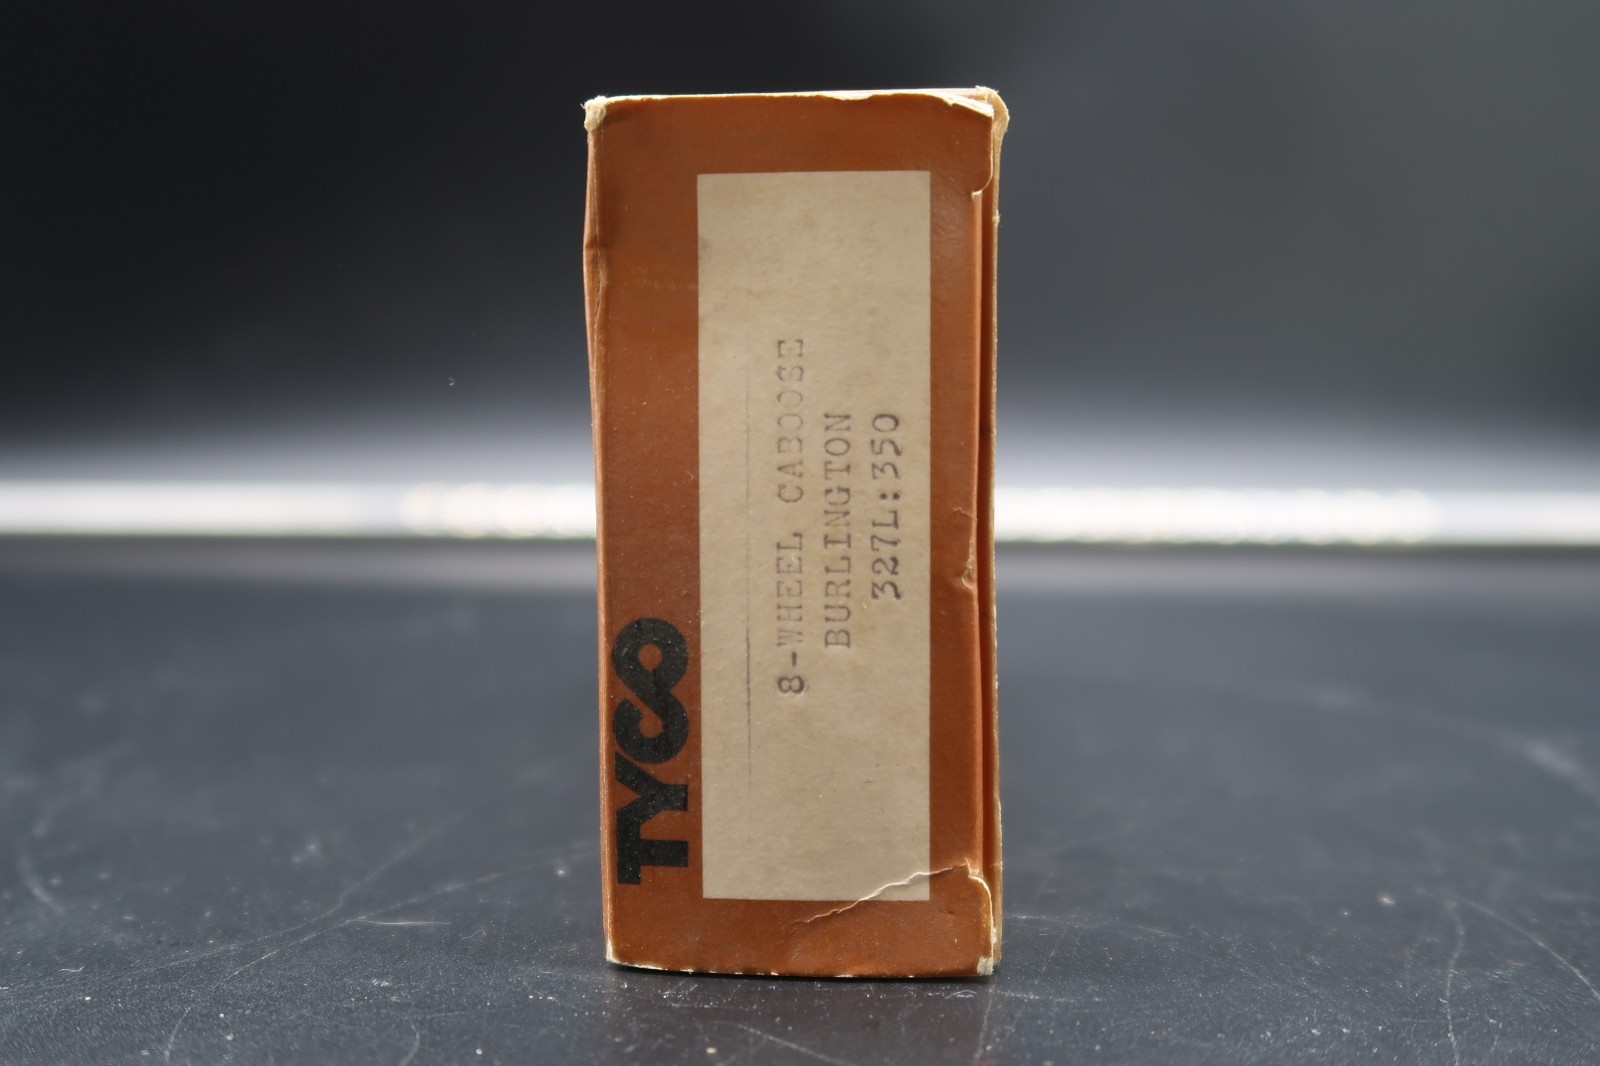 TYCO
8-WHEEL CABOOSE
BURLINGTON
327L:350